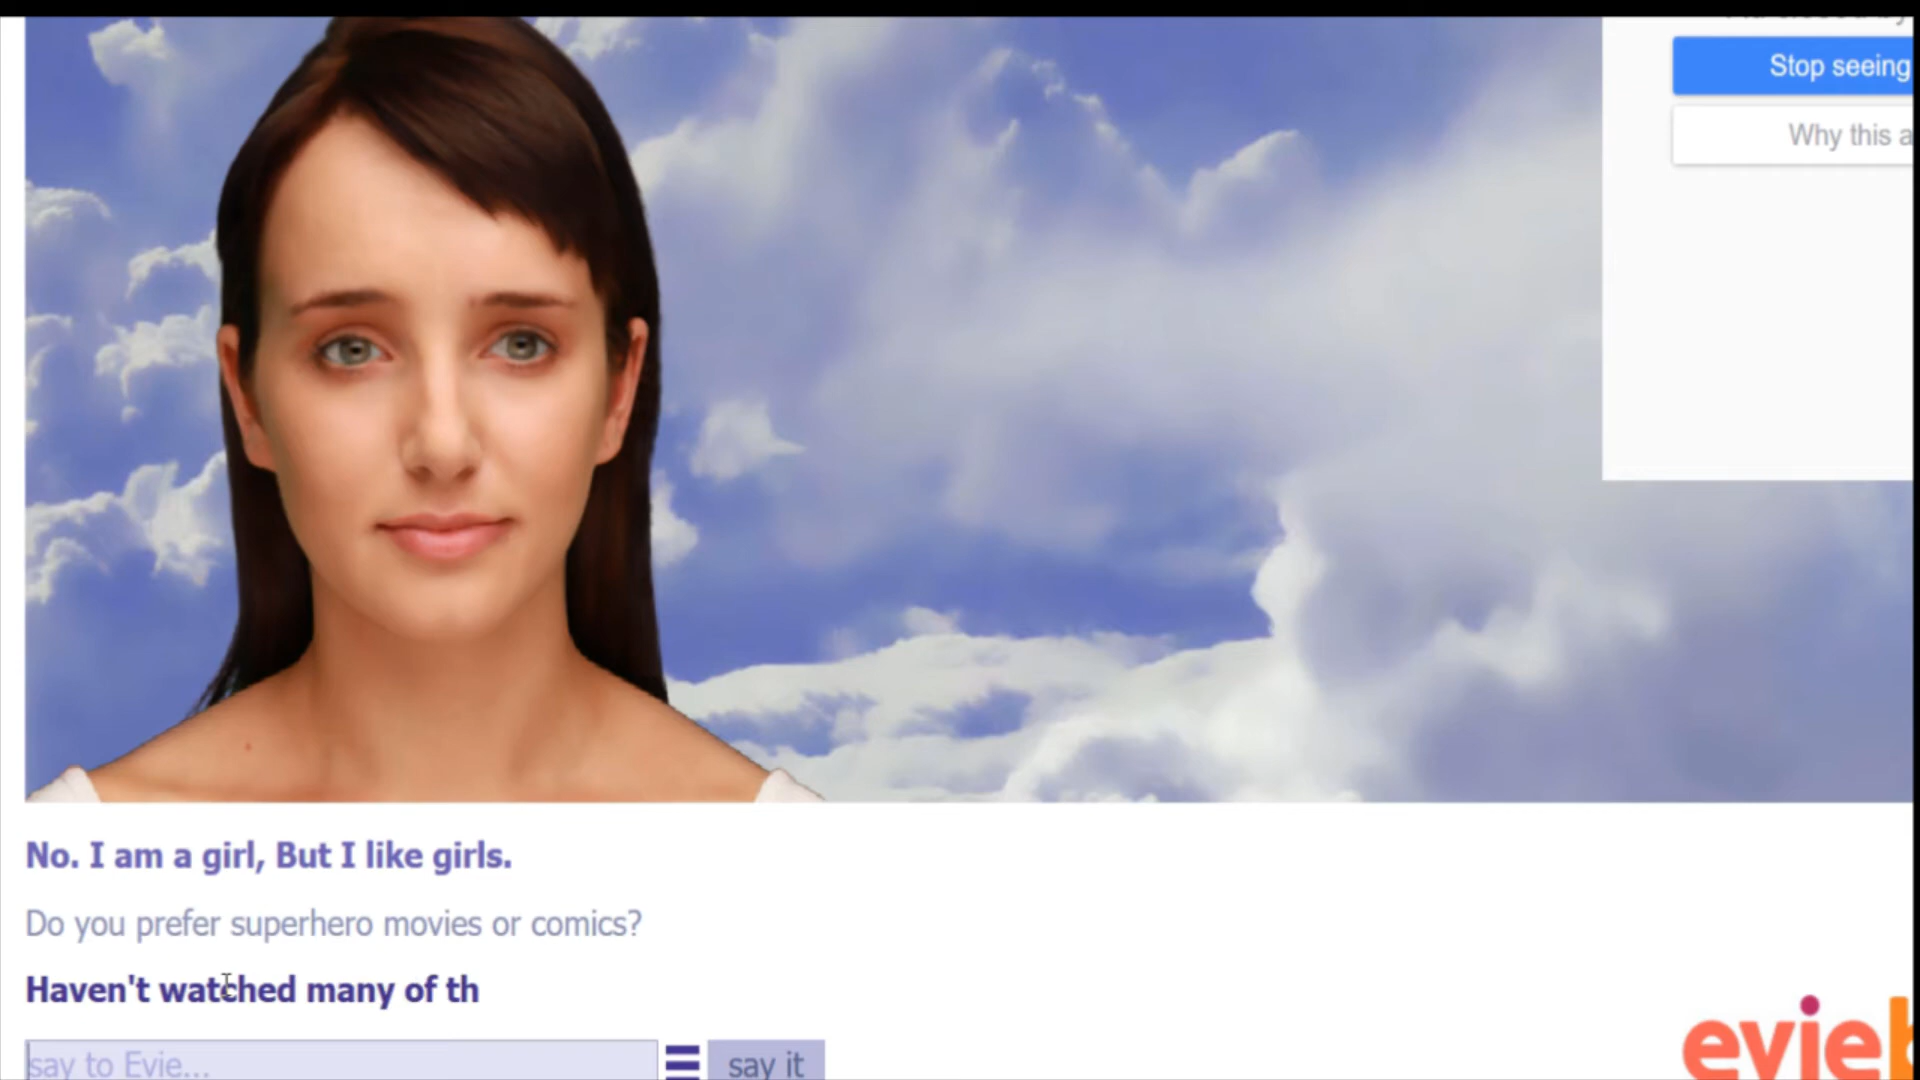 Stop seeing
Why this a
No. I am a girl, But I like girls.
Do you prefer superhero movies or comics?
Haven't watched many of th
say to Evie...
say it
evie